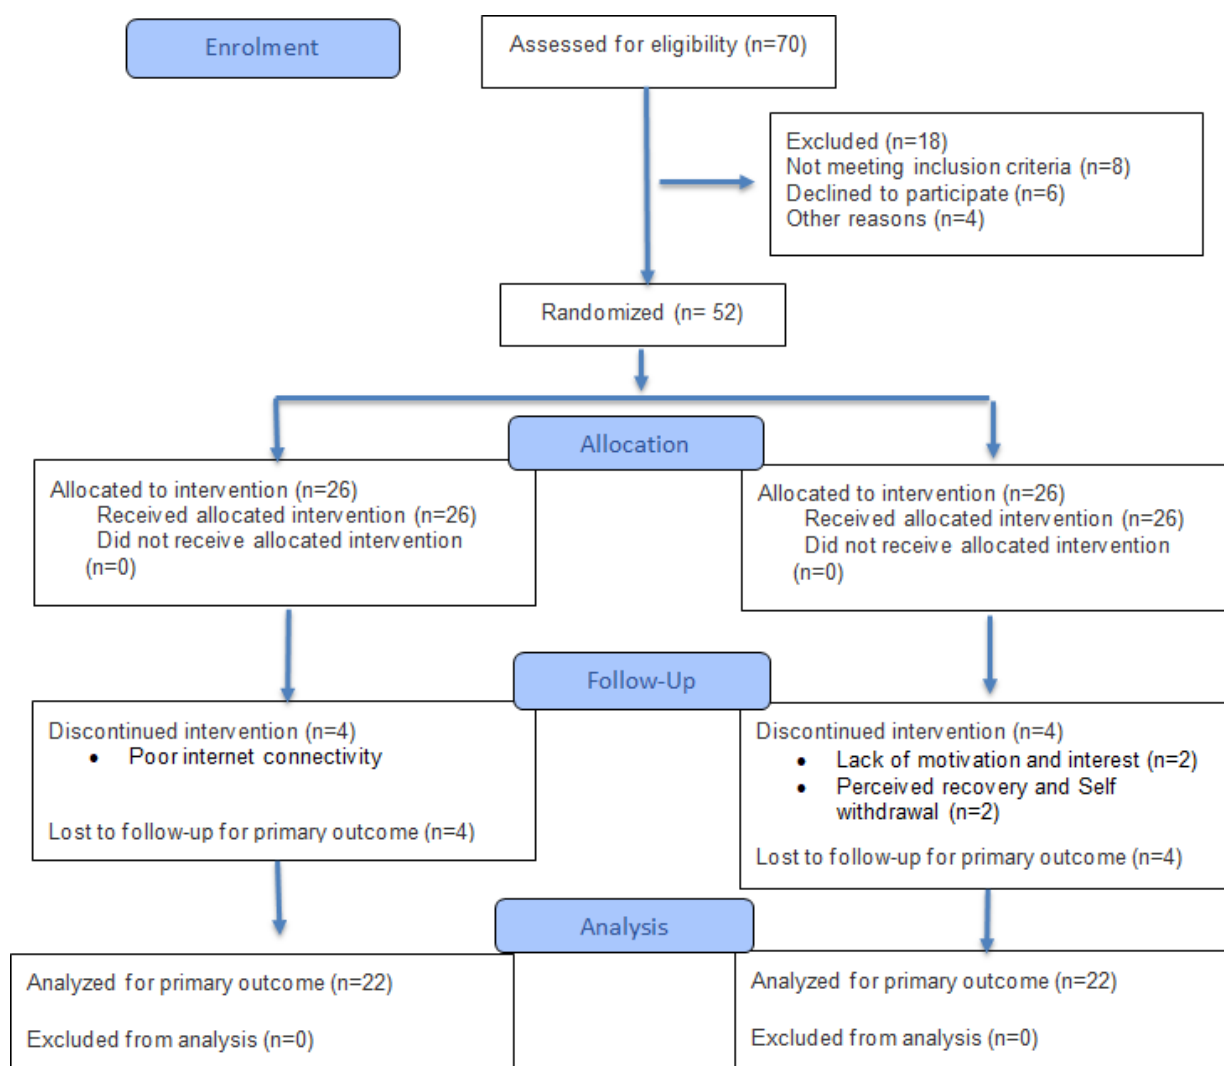 Enrolment
Assessed for eligibility (n=70)
Excluded (n=18)
Not meeting inclusion criteria (n=8)
Declined to participate (n=6)
Other reasons (n=4)
Randomized (n= 52)
Allocation
Allocated to intervention (n=26)
Received allocated intervention (n=26)
Did not receive allocated intervention
(n=0)
Allocated to intervention (n=26)
Received allocated intervention (n=26)
Did not receive allocated intervention
(n=0)
Follow-Up
Discontinued intervention (n=4)
• Poor internet connectivity
Lost to follow-up for primary outcome (n=4)
Discontinued intervention (n=4)
• Lack of motivation and interest (n=2)
• Perceived recovery and Self
withdrawal (n=2)
Lost to follow-up for primary outcome (n=4)
Analysis
Analyzed for primary outcome (n=22)
Excluded from analysis (n=0)
Analyzed for primary outcome (n=22)
Excluded from analysis (n=0)